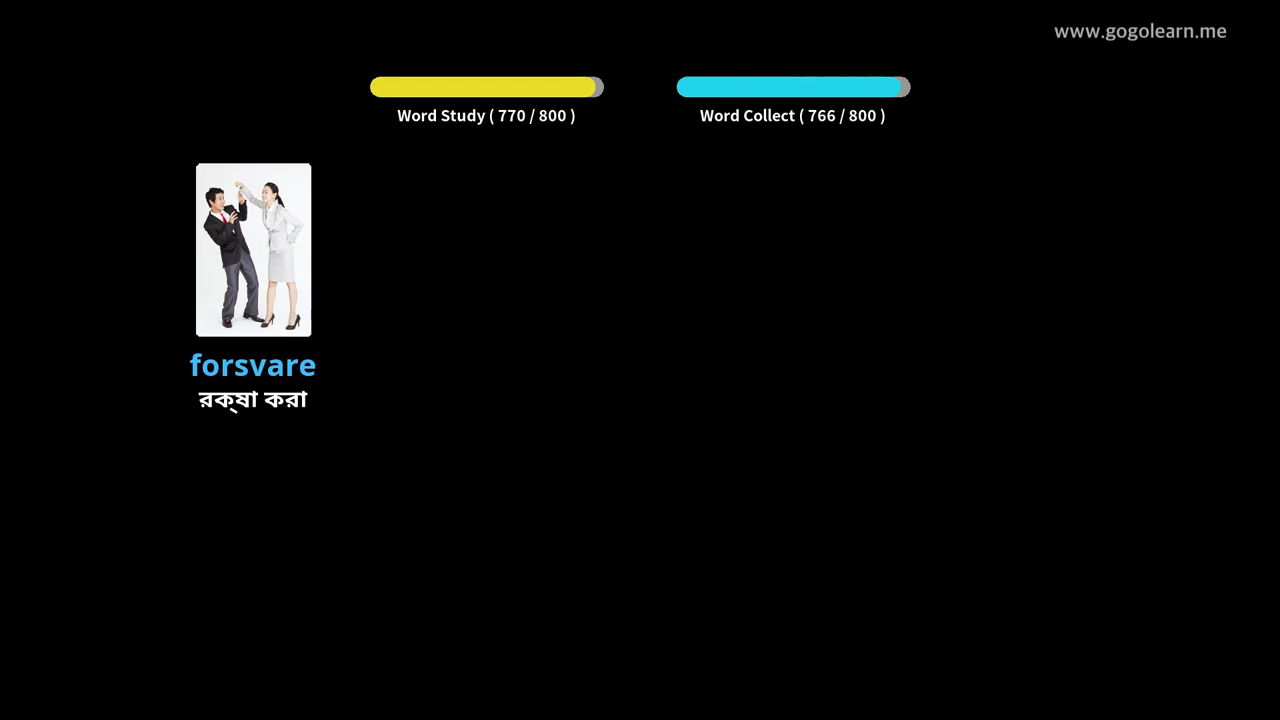 www.gogolearn.me
Word Study ( 770 / 800 )
Word Collect ( 766 / 800 )
forsvare
রক্ষা করা